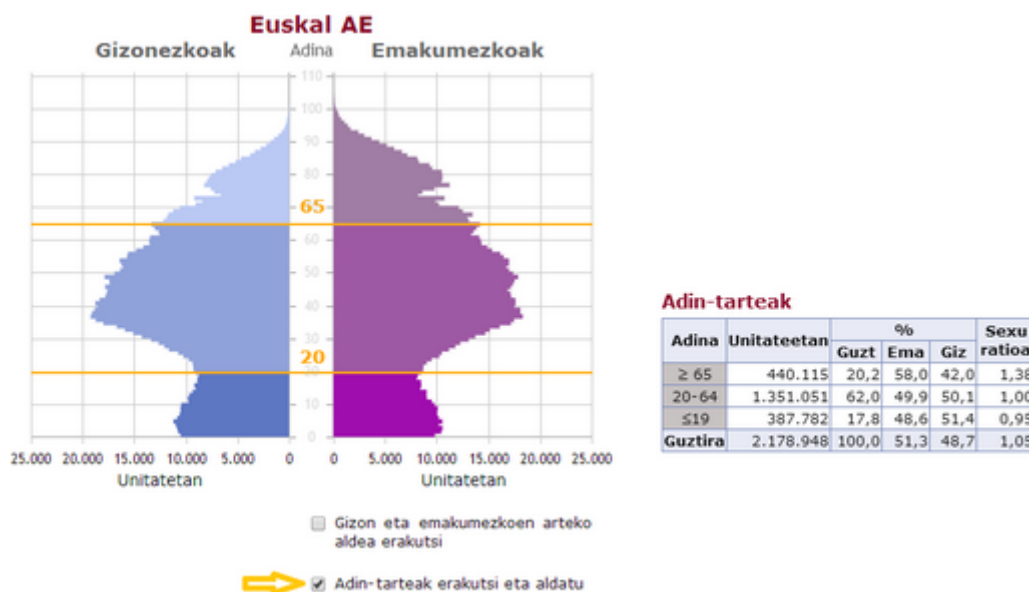 Euskal AE
Gizonezkoak Adina Emakumezkoak
110
100
90
80
65
60
50
40
30
20
10
0
25.000 20.000 15.000 10.000 5.000 0 0 5.000 10.000 15.000 20.000 25.000
Unitatetan Unitatetan
Gizon eta emakumezkoen arteko
aldea erakutsi
Adin-tarteak erakutsi eta aldatu
Adin-tarteak
Adina Unitateetan % Sexu
Guzt Ema Giz ratioa
≥ 65 440.115 20,2 58,0 42,0 1,38
20-64 1.351.051 62,0 49,9 50,1 1,00
≤19 387.782 17,8 48,6 51,4 0,95
Guztira 2.178.948 100,0 51,3 48,7 1,05